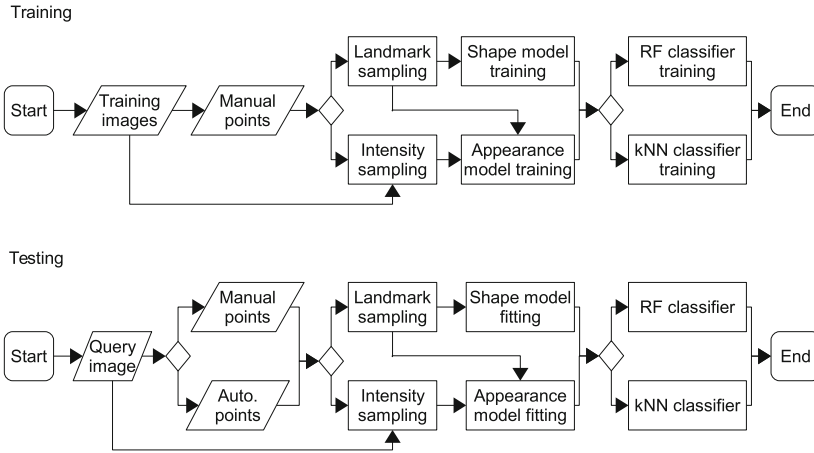 Training
Start
Training
images
Manual
points
Landmark
sampling
Shape model
training
Intensity
sampling
Appearance
model training
RF classifier
training
kNN classifier
training
End
Testing
Start
Query
image
Manual
points
Auto.
points
Landmark
sampling
Shape model
fitting
Intensity
sampling
Appearance
model fitting
RF classifier
kNN classifier
End